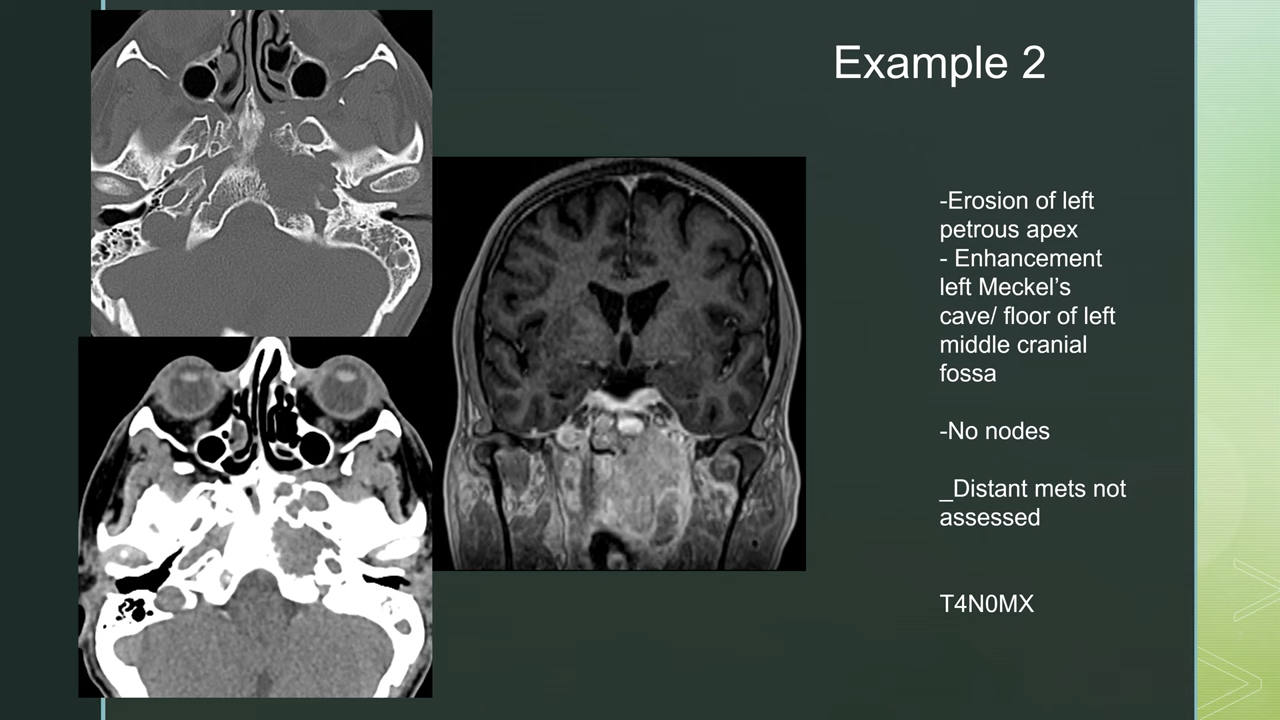 Example 2
-Erosion of left
petrous apex
- Enhancement
left Meckel’s
cave/ floor of left
middle cranial
fossa
-No nodes
_Distant mets not
assessed
T4N0MX